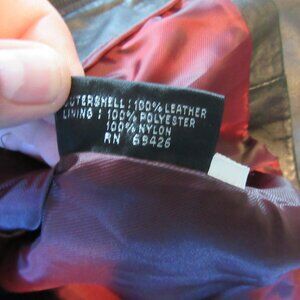 OUTERSHELL: 100% LEATHER
LINING: 100% POLYESTER
100% NYLON
RN 69426